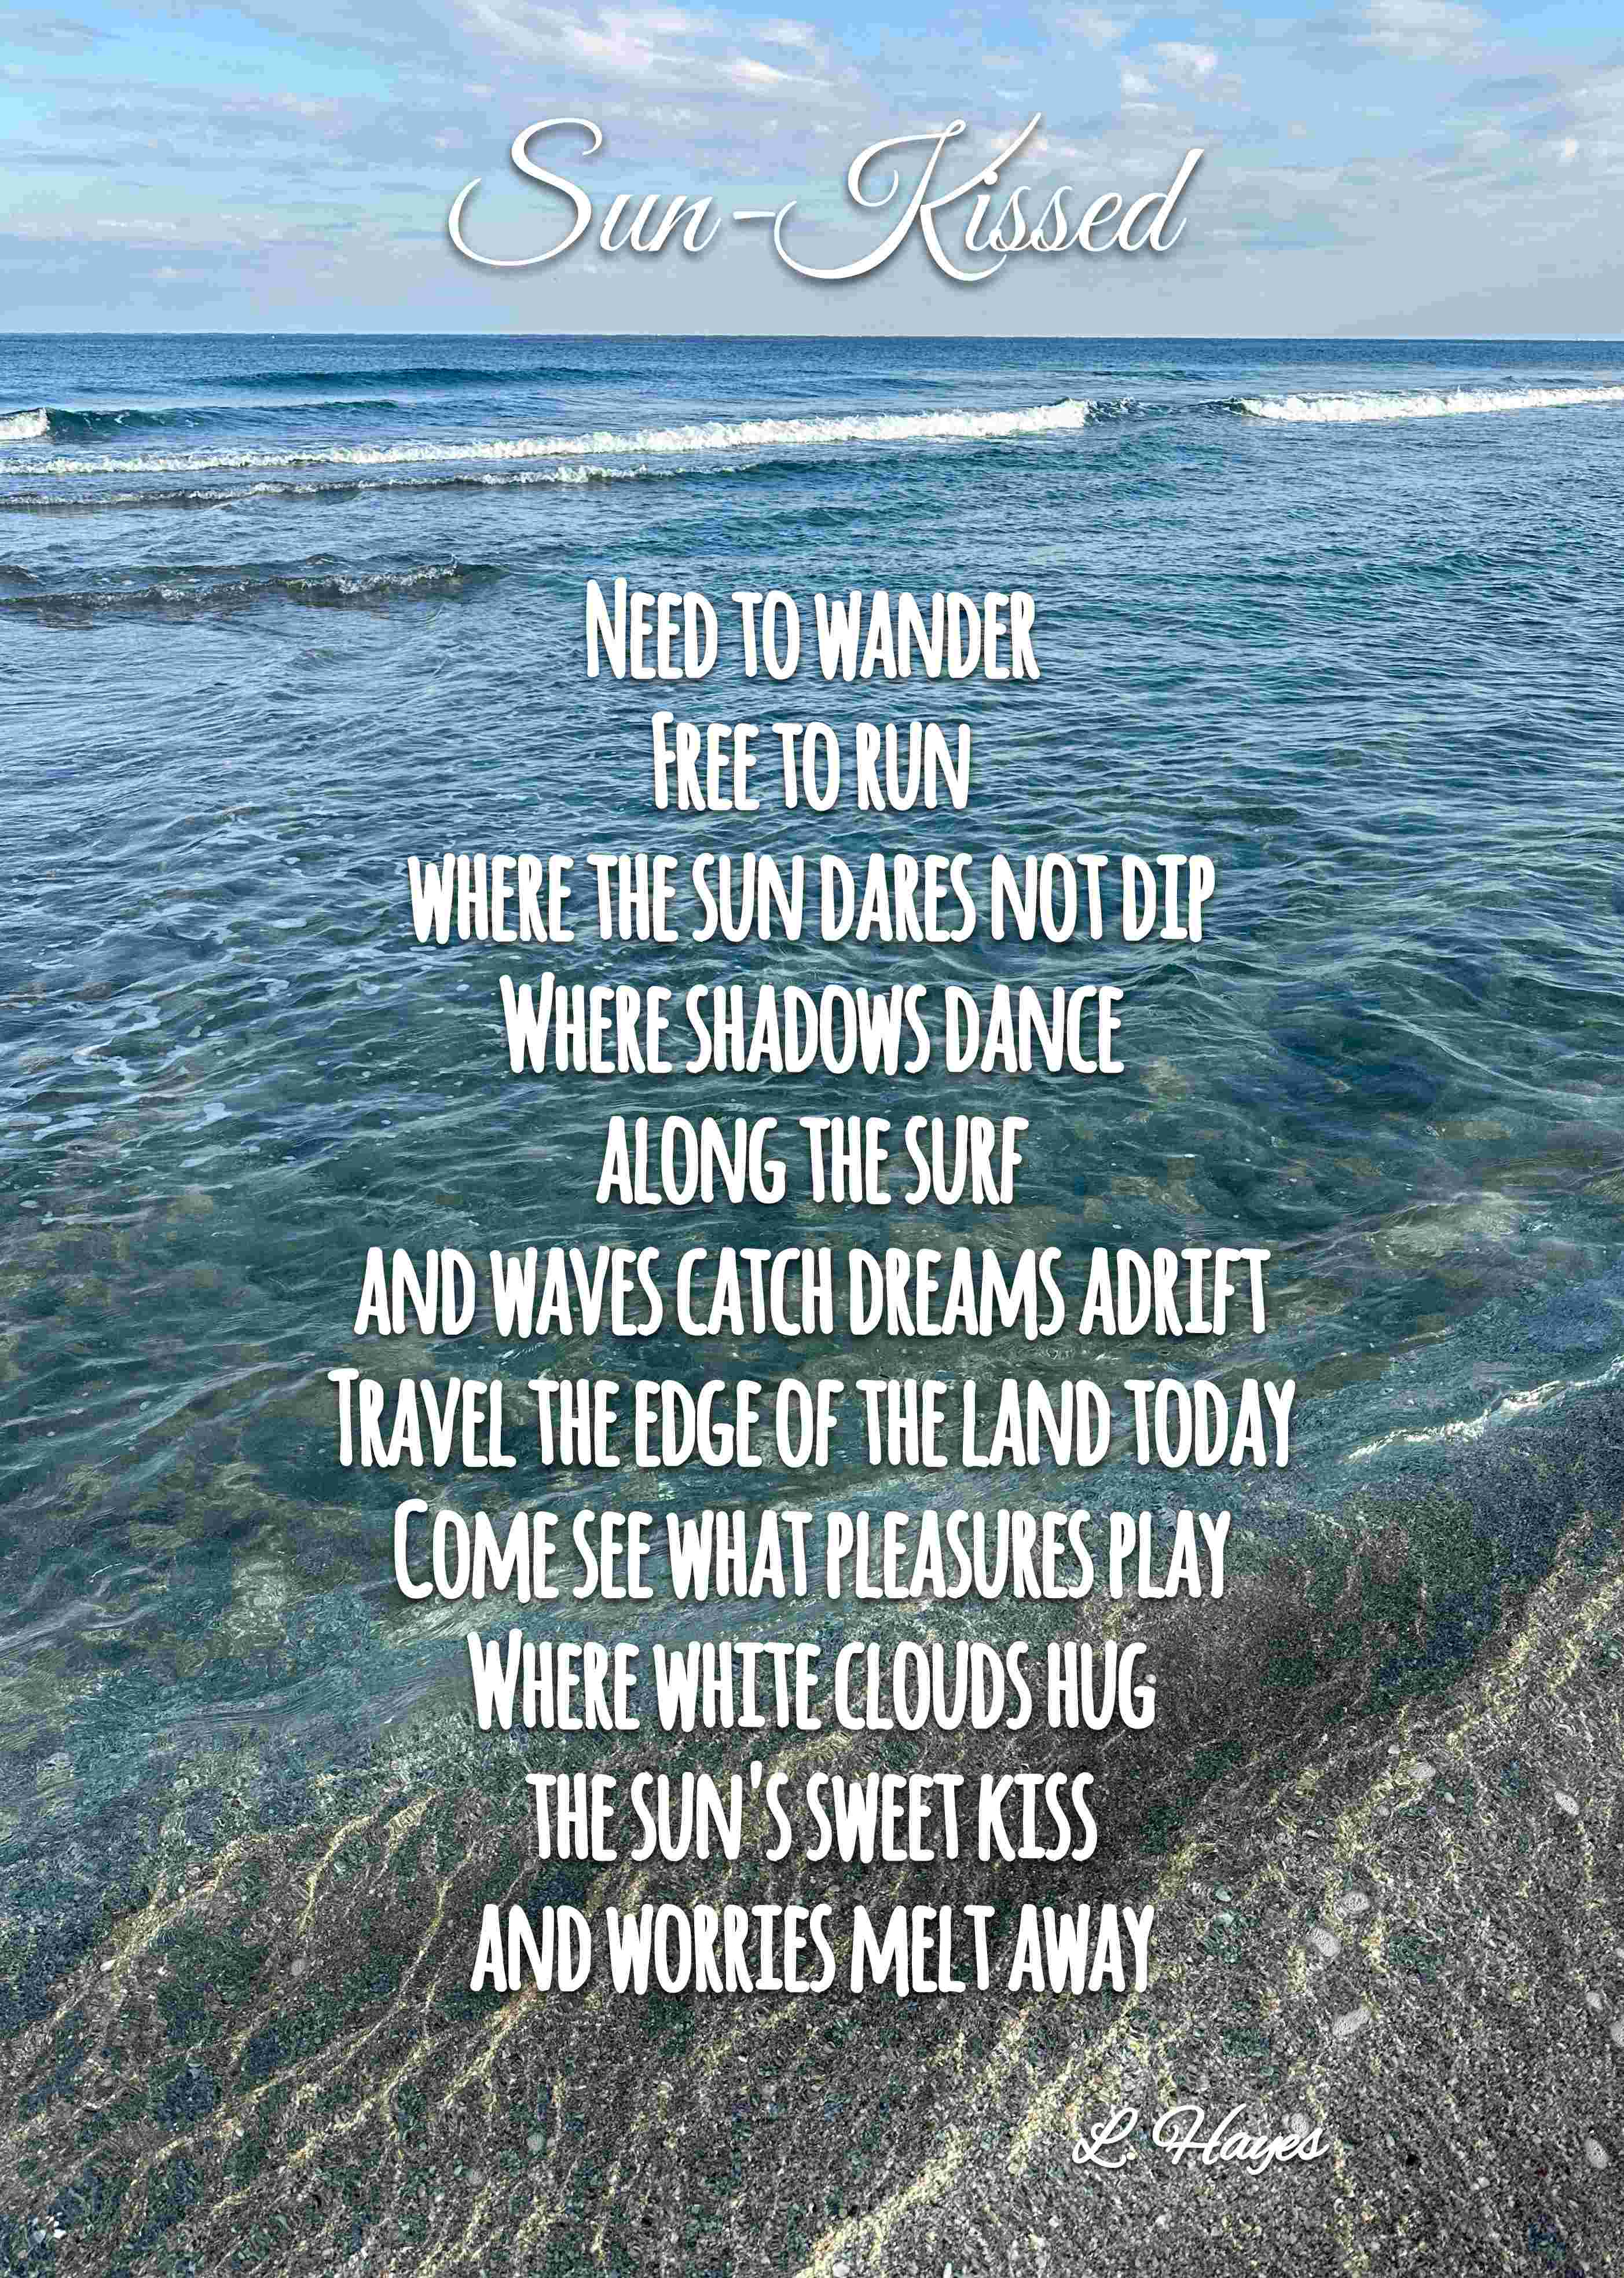 Sun-Kissed
Need to wander
Free to run
where the sun dares not dip
Where shadows dance
along the surf
and waves catch dreams adrift
Travel the edge of the land today
Come see what pleasures play
Where white clouds hug
the sun's sweet kiss
and worries melt away
L. Hayes